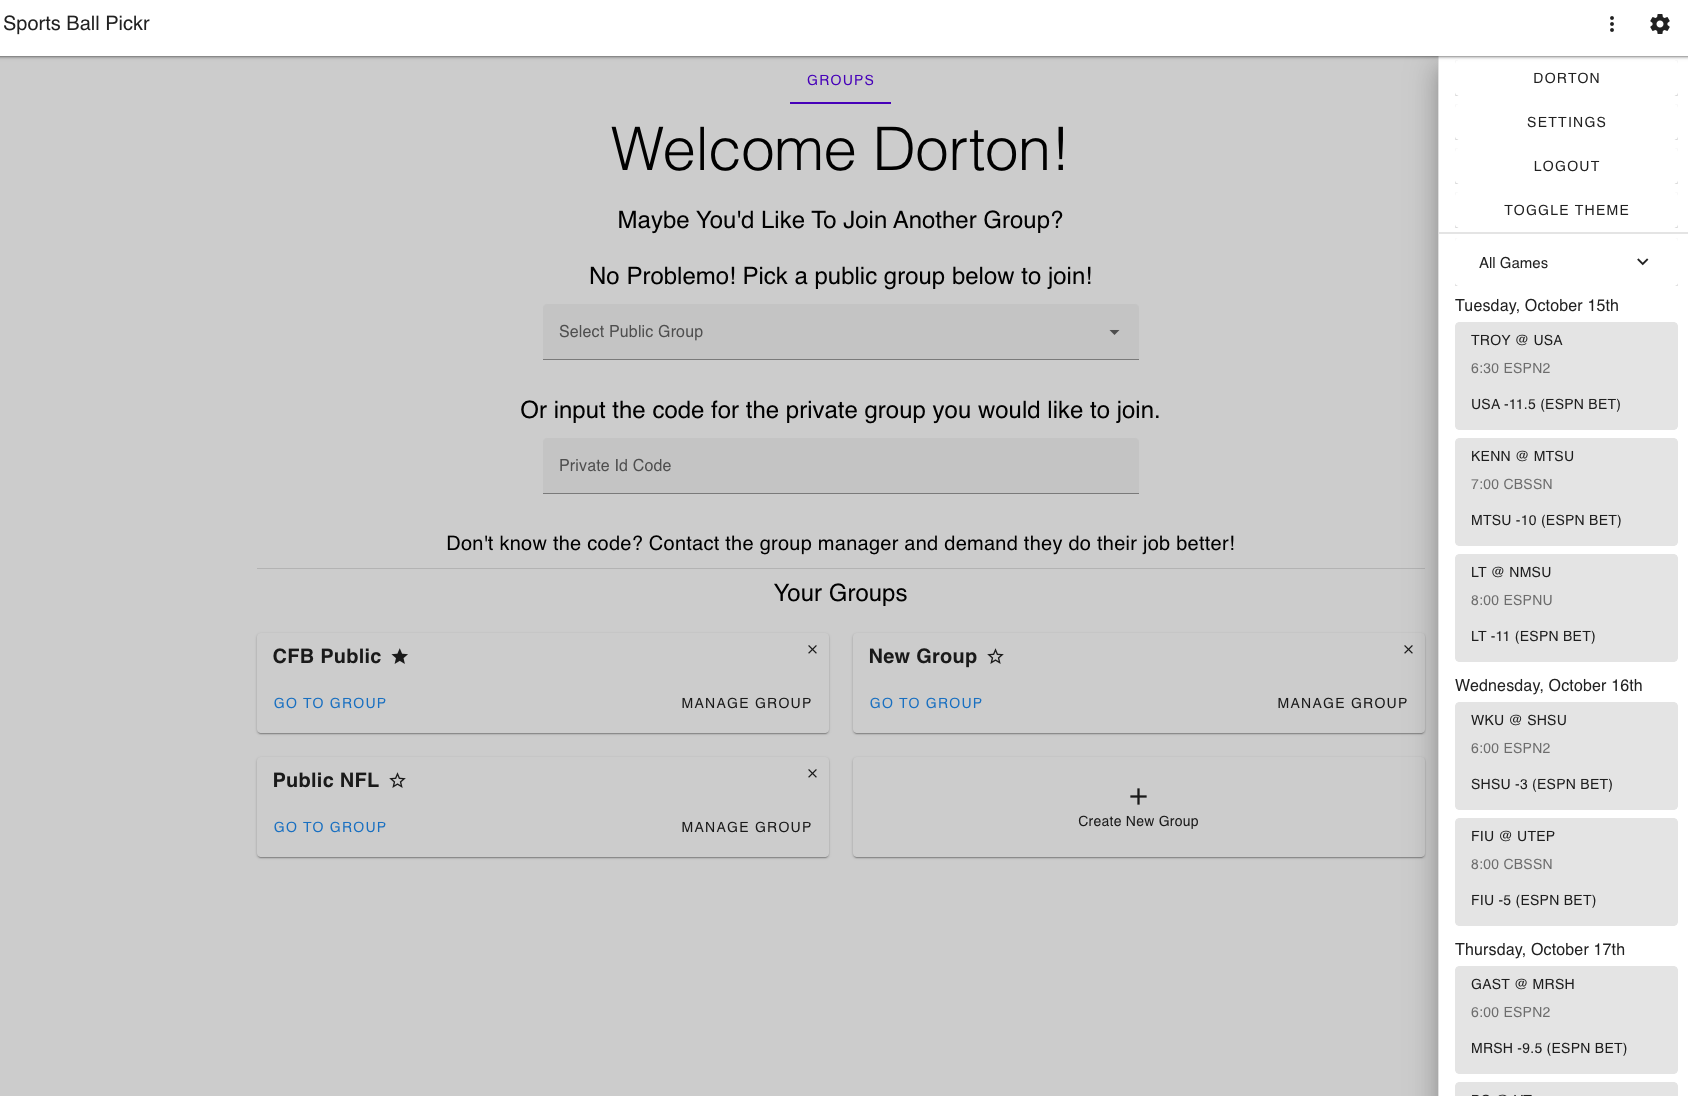 Sports Ball Pickr
GROUPS
Welcome Dorton!
Maybe You'd Like To Join Another Group?
No Problemo! Pick a public group below to join!
Select Public Group
Or input the code for the private group you would like to join.
Private Id Code
Don't know the code? Contact the group manager and demand they do their job better!
Your Groups
CFB Public
GO TO GROUP MANAGE GROUP
New Group
GO TO GROUP MANAGE GROUP
Public NFL
GO TO GROUP MANAGE GROUP
Create New Group
DORTON
SETTINGS
LOGOUT
TOGGLE THEME
All Games
Tuesday, October 15th
TROY @ USA
6:30 ESPN2
USA -11.5 (ESPN BET)
KENN @ MTSU
7:00 CBSSN
MTSU -10 (ESPN BET)
LT @ NMSU
8:00 ESPNU
LT -11 (ESPN BET)
Wednesday, October 16th
WKU @ SHSU
6:00 ESPN2
SHSU -3 (ESPN BET)
FIU @ UTEP
8:00 CBSSN
FIU -5 (ESPN BET)
Thursday, October 17th
GAST @ MRSH
6:00 ESPN2
MRSH -9.5 (ESPN BET)